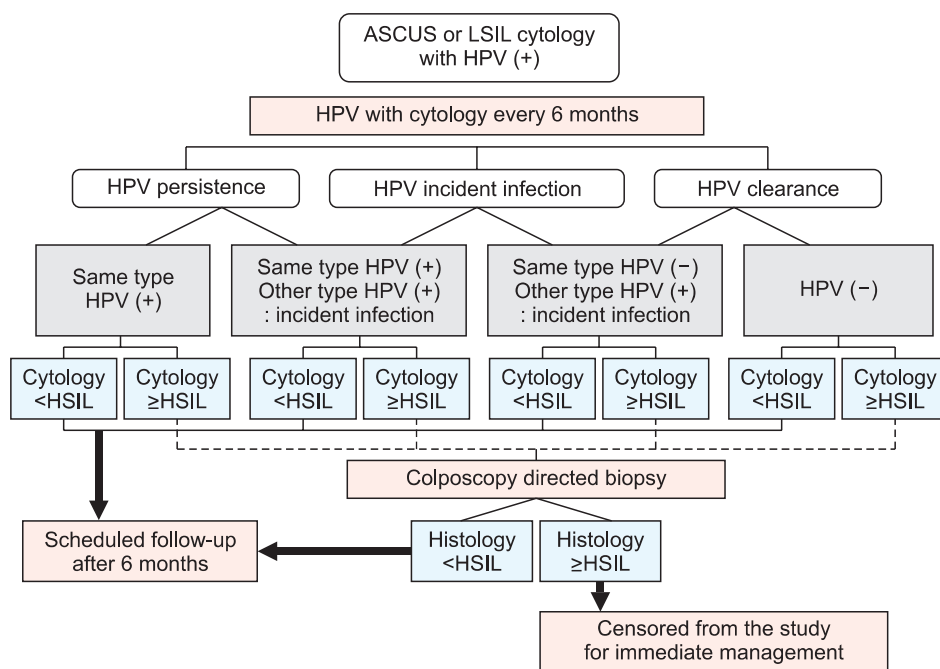 ASCUS or LSIL cytology
with HPV (+)
HPV with cytology every 6 months
HPV persistence
HPV incident infection
HPV clearance
Same type
HPV (+)
Same type HPV (+)
Other type HPV (+)
: incident infection
Same type HPV (−)
Other type HPV (+)
: incident infection
HPV (−)
Cytology
<HSIL
Cytology
≥HSIL
Cytology
<HSIL
Cytology
≥HSIL
Cytology
<HSIL
Cytology
≥HSIL
Cytology
<HSIL
Cytology
≥HSIL
Colposcopy directed biopsy
Scheduled follow-up
after 6 months
Histology
<HSIL
Histology
≥HSIL
Censored from the study
for immediate management